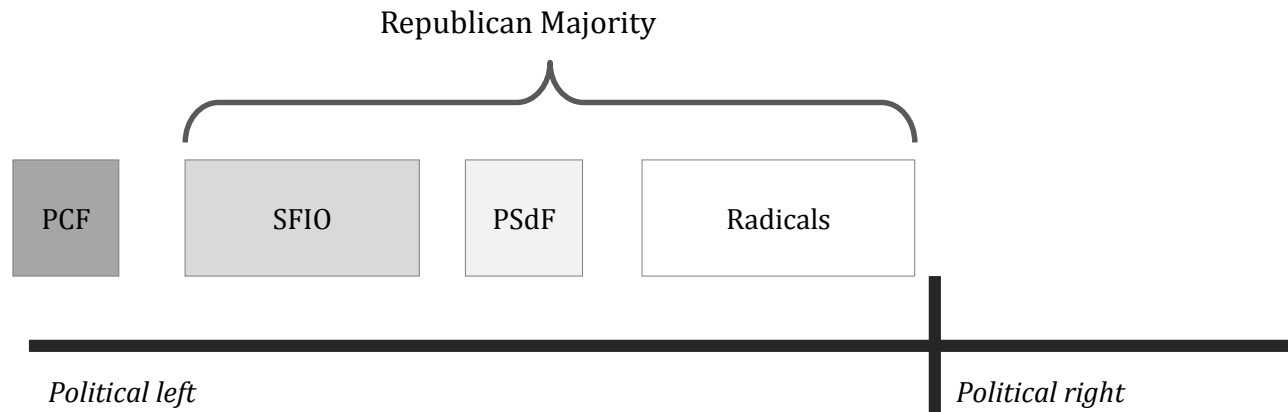 Republican Majority
PCF
SFIO
PSdF
Radicals
Political left
Political right